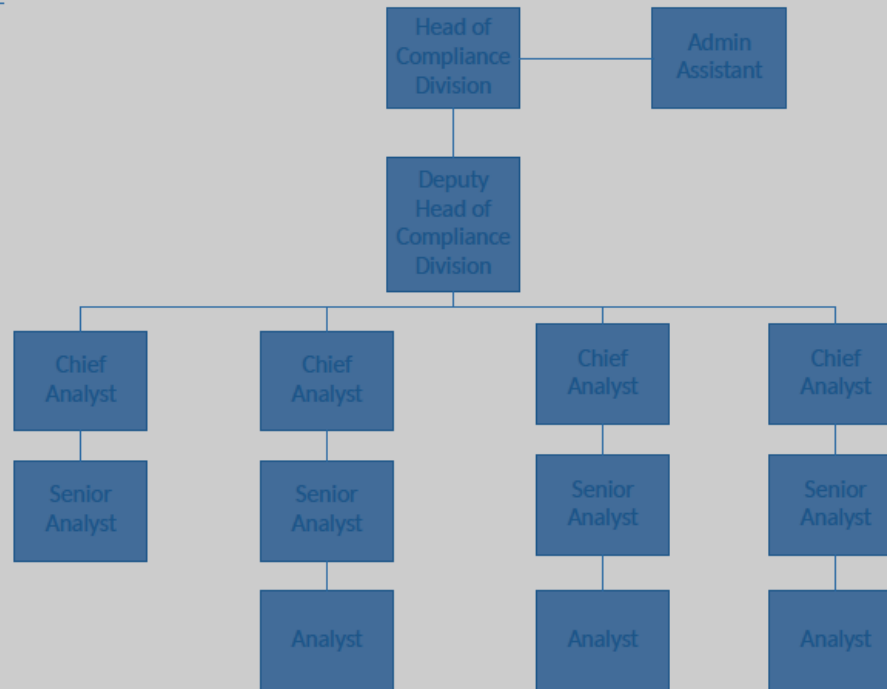 Head of
Compliance
Division
Admin
Assistant
Deputy
Head of
Compliance
Division
Chief
Analyst
Chief
Analyst
Chief
Analyst
Chief
Analyst
Senior
Analyst
Senior
Analyst
Senior
Analyst
Senior
Analyst
Analyst
Analyst
Analyst